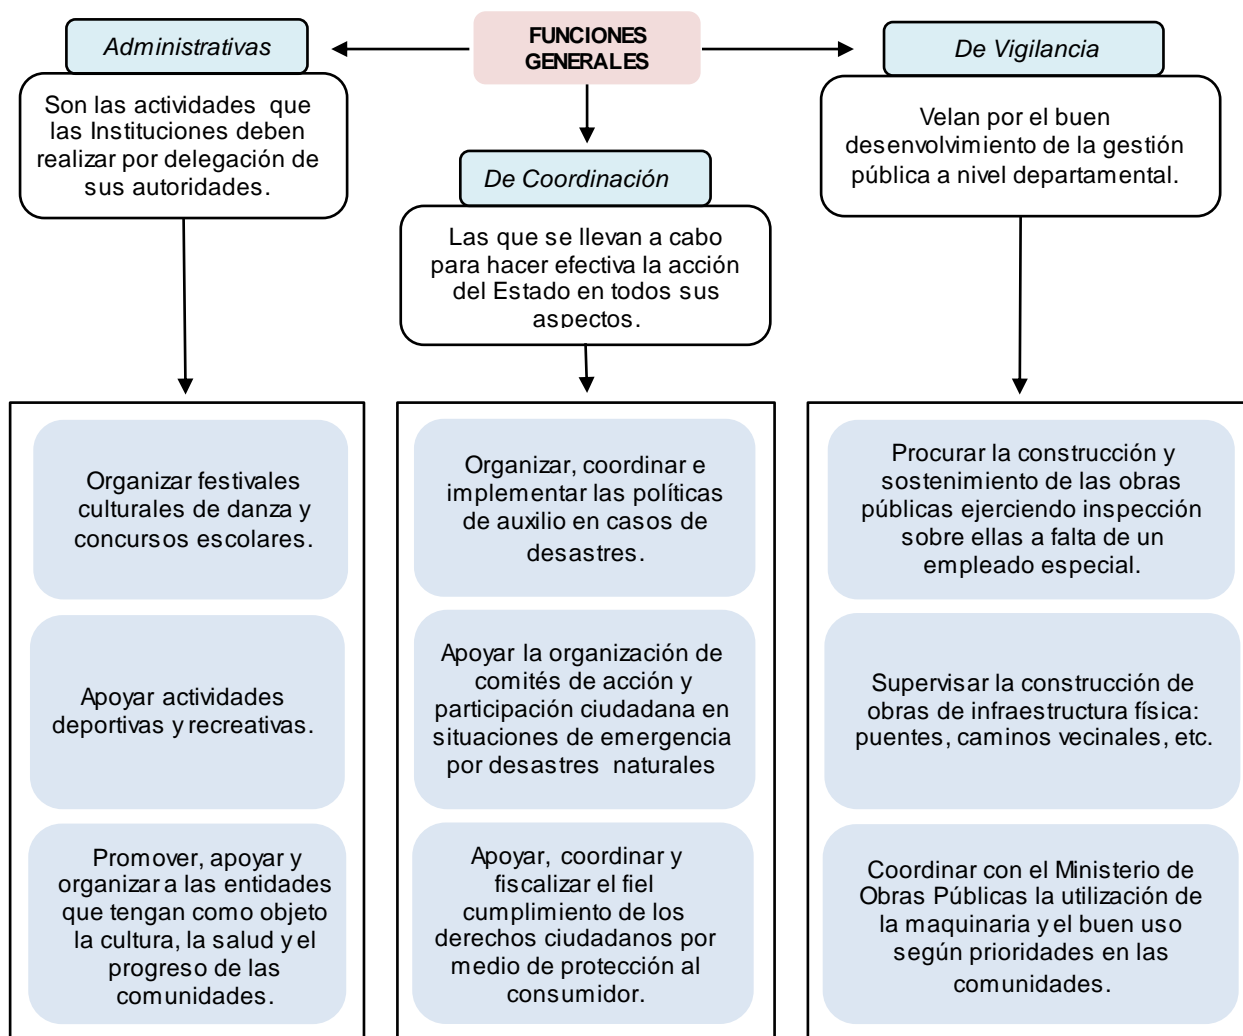 FUNCIONES
GENERALES
Administrativas
Son las actividades que
las Instituciones deben
realizar por delegación de
sus autoridades.
Organizar festivales
culturales de danza y
concursos escolares.
Apoyar actividades
deportivas y recreativas.
Promover, apoyar y
organizar a las entidades
que tengan como objeto
la cultura, la salud y el
progreso de las
comunidades.
De Coordinación
Las que se llevan a cabo
para hacer efectiva la acción
del Estado en todos sus
aspectos.
Organizar, coordinar e
implementar las políticas
de auxilio en casos de
desastres.
Apoyar la organización de
comités de acción y
participación ciudadana en
situaciones de emergencia
por desastres naturales
Apoyar, coordinar y
fiscalizar el fiel
cumplimiento de los
derechos ciudadanos por
medio de protección al
consumidor.
De Vigilancia
Velan por el buen
desenvolvimiento de la gestión
pública a nivel departamental.
Procurar la construcción y
sostenimiento de las obras
públicas ejerciendo inspección
sobre ellas a falta de un
empleado especial.
Supervisar la construcción de
obras de infraestructura física:
puentes, caminos vecinales, etc.
Coordinar con el Ministerio de
Obras Públicas la utilización de
la maquinaria y el buen uso
según prioridades en las
comunidades.